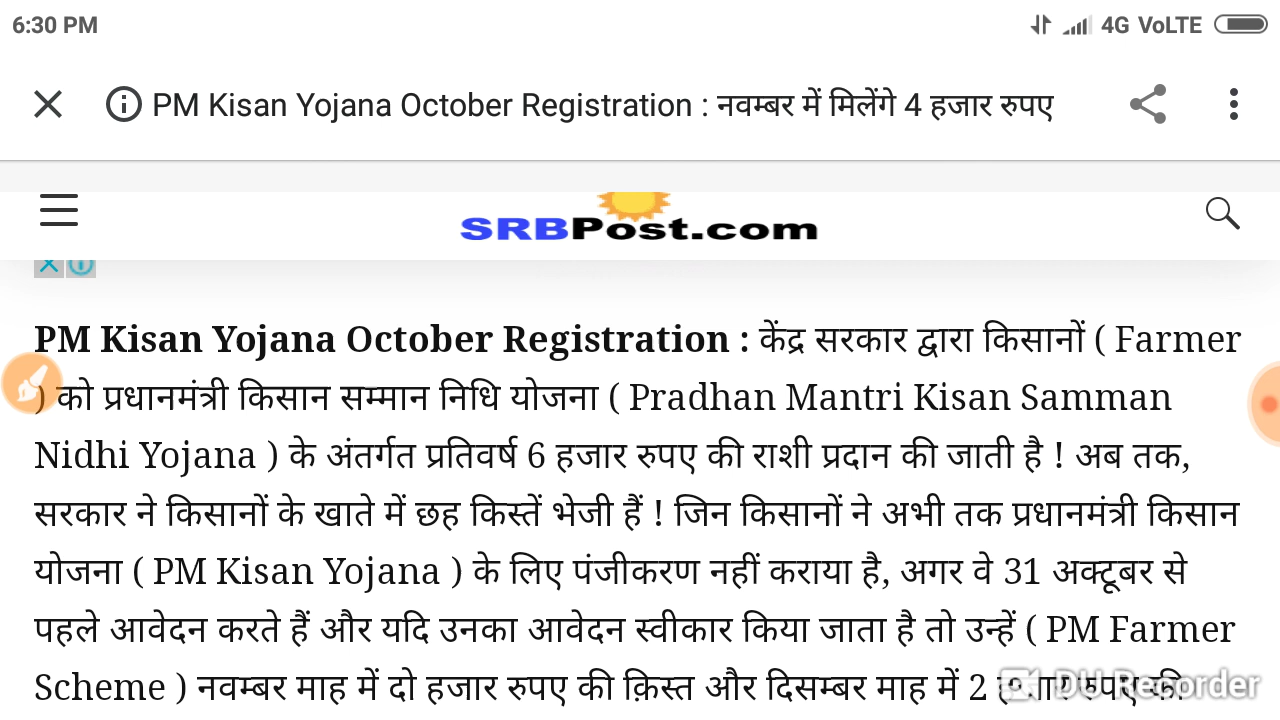 6:30 PM 4G VoLTE
PM Kisan Yojana October Registration : नवम्बर में मिलेंगे 4 हजार रुपए
SRBPost.com
PM Kisan Yojana October Registration : केंद्र सरकार द्वारा किसानों ( Farmer
) को प्रधानमंत्री किसान सम्मान निधि योजना ( Pradhan Mantri Kisan Samman
Nidhi Yojana ) के अंतर्गत प्रतिवर्ष 6 हजार रुपए की राशी प्रदान की जाती है ! अब तक,
सरकार ने किसानों के खाते में छह किस्तें भेजी हैं ! जिन किसानों ने अभी तक प्रधानमंत्री किसान
योजना ( PM Kisan Yojana ) के लिए पंजीकरण नहीं कराया है, अगर वे 31 अक्टूबर से
पहले आवेदन करते हैं और यदि उनका आवेदन स्वीकार किया जाता है तो उन्हें ( PM Farmer
Scheme ) नवम्बर माह में दो हजार रुपए की क़िस्त और दिसम्बर माह में 2 हजार रुपए की
DU Recorder